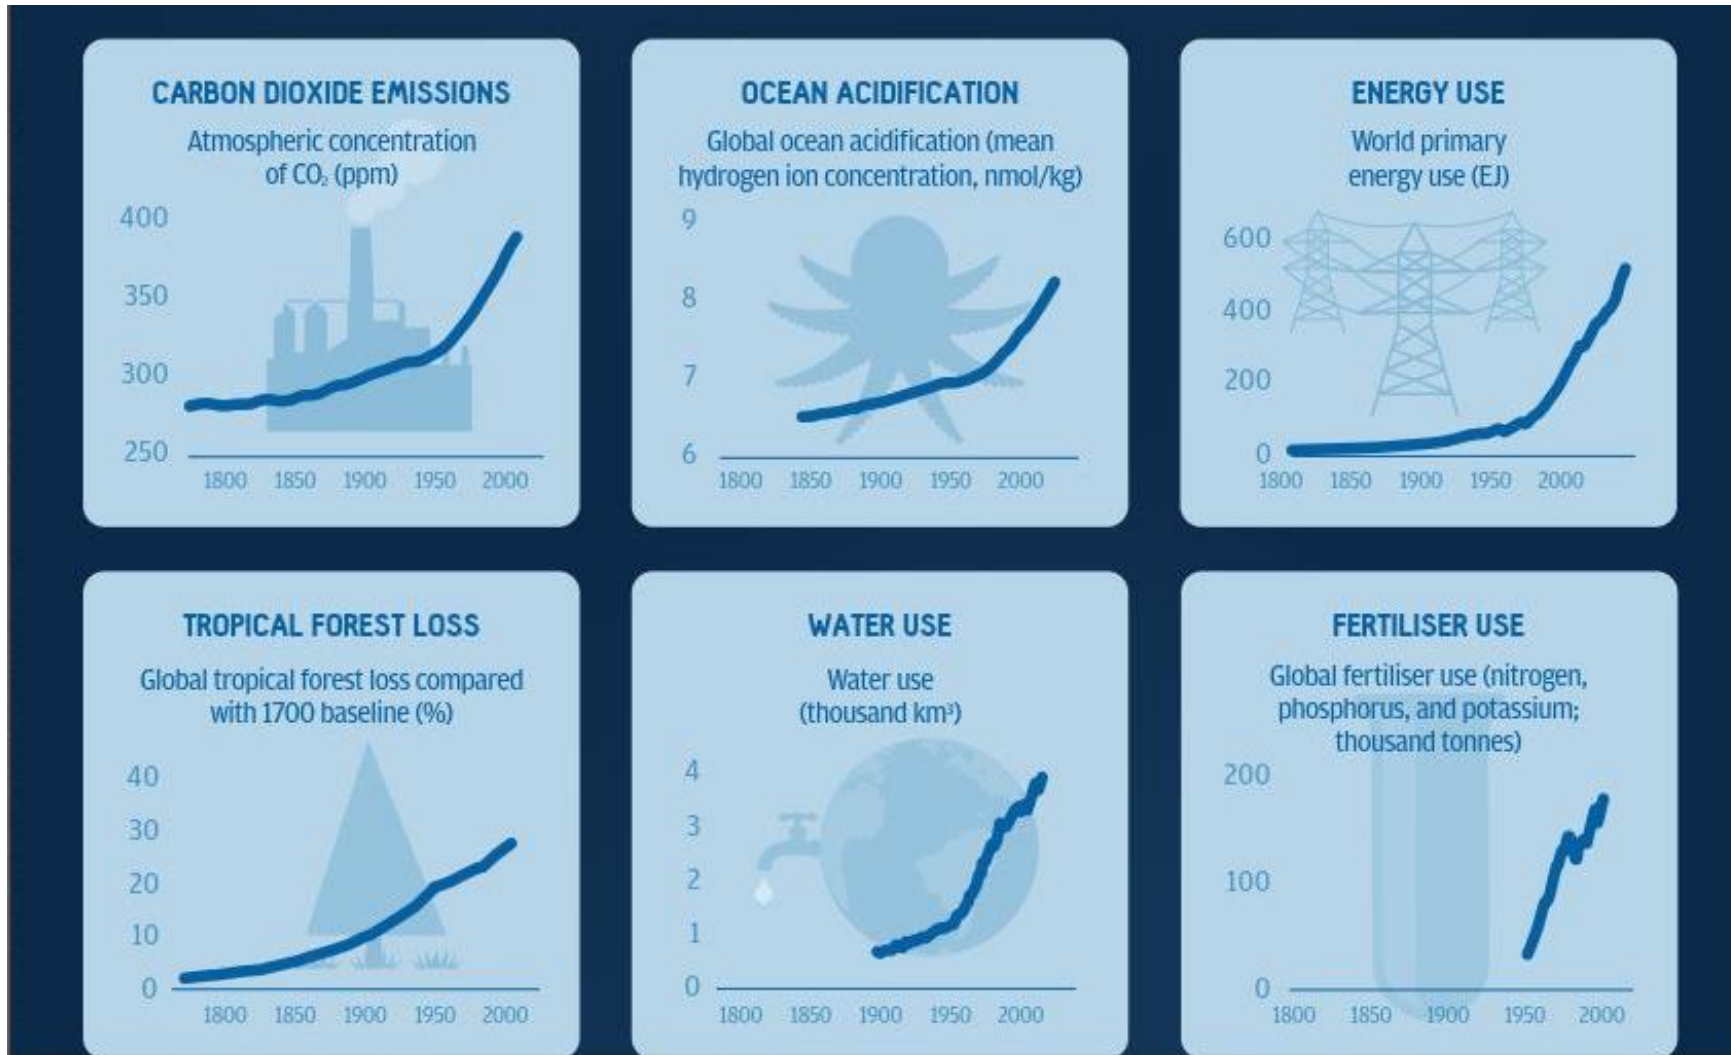 CARBON DIOXIDE EMISSIONS
Atmospheric concentration
of CO₂ (ppm)
400
350
300
250
1800 1850 1900 1950 2000
OCEAN ACIDIFICATION
Global ocean acidification (mean
hydrogen ion concentration, nmol/kg)
9
8
7
6
1800 1850 1900 1950 2000
ENERGY USE
World primary
energy use (EJ)
600
400
200
0
1800 1850 1900 1950 2000
TROPICAL FOREST LOSS
Global tropical forest loss compared
with 1700 baseline (%)
40
30
20
10
0
1800 1850 1900 1950 2000
WATER USE
Water use
(thousand km³)
4
3
2
1
0
1800 1850 1900 1950 2000
FERTILISER USE
Global fertiliser use (nitrogen,
phosphorus, and potassium;
thousand tonnes)
200
100
0
1800 1850 1900 1950 2000